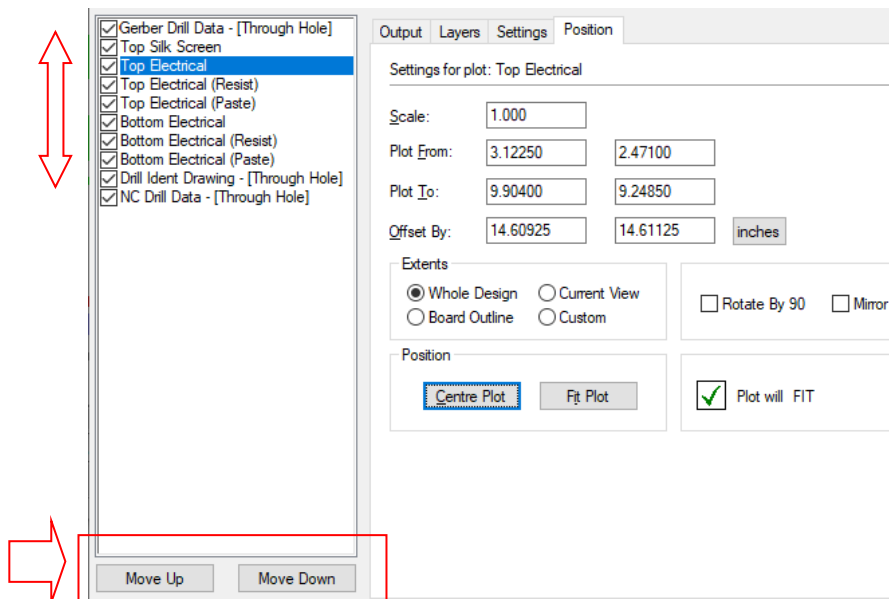 Gerber Drill Data - [Through Hole]
Top Silk Screen
Top Electrical
Top Electrical (Resist)
Top Electrical (Paste)
Bottom Electrical
Bottom Electrical (Resist)
Bottom Electrical (Paste)
Drill Ident Drawing - [Through Hole]
NC Drill Data - [Through Hole]
Move Up Move Down
Output Layers Settings Position
Settings for plot: Top Electrical
Scale: 1.000
Plot From: 3.12250 2.47100
Plot To: 9.90400 9.24850
Offset By: 14.60925 14.61125 inches
Extents
Whole Design Current View
Board Outline Custom
Rotate By 90 Mirror
Position
Centre Plot Fit Plot
Plot will FIT